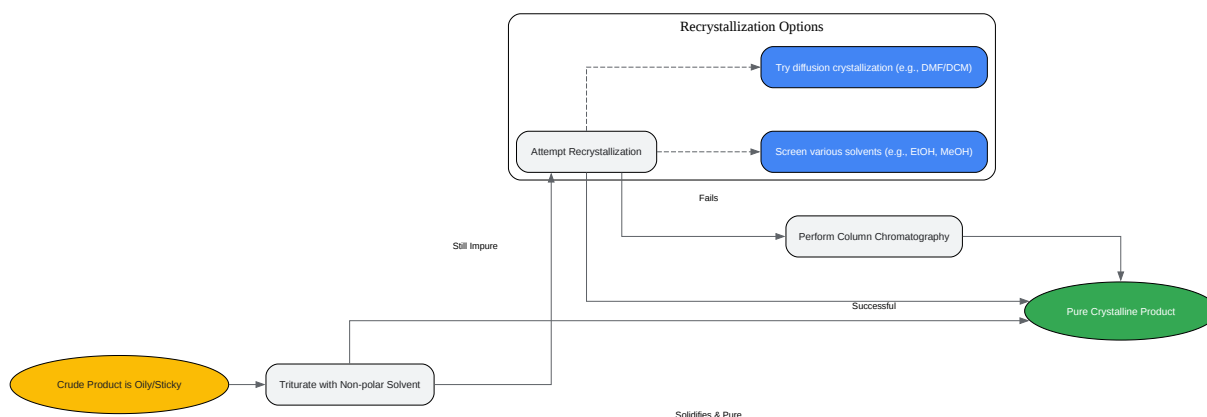 Recrystallization Options
Try diffusion crystallization (e.g., DMF/DCM)
Attempt Recrystallization
Screen various solvents (e.g., EtOH, MeOH)
Fails
Still Impure
Perform Column Chromatography
Successful
Pure Crystalline Product
Crude Product is Oily/Sticky
Triturate with Non-polar Solvent
Solidifies & Pure